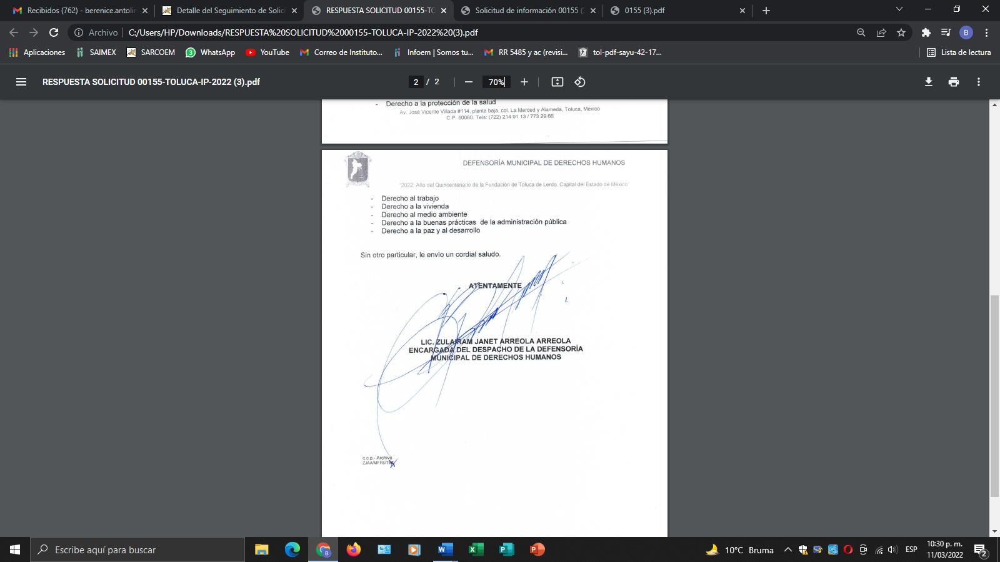 Recibidos (762) - berenice.antolin
Detalle del Seguimiento de Solici
RESPUESTA SOLICITUD 00155-TO
Solicitud de información 00155 (
0155 (3).pdf
Archivo
C:/Users/HP/Downloads/RESPUESTA%20SOLICITUD%2000155-TOLUCA-IP-2022%20(3).pdf
B
Aplicaciones
SAIMEX
SARCOEM
WhatsApp
YouTube
Correo de Instituto...
Infoem | Somos tu...
RR 5485 y ac (revisi...
tol-pdf-sayu-42-17...
Lista de lectura
RESPUESTA SOLICITUD 00155-TOLUCA-IP-2022 (3).pdf
2 / 2
70%
- Derecho a la protección de la salud
Av. José Vicente Villada #114, planta baja, col. La Merced y Alameda, Toluca, México
C.P. 50080. Tels: (722) 214 91 13 / 773 29 66
DEFENSORÍA MUNICIPAL DE DERECHOS HUMANOS
"2022. Año del Quincentenario de la Fundación de Toluca de Lerdo. Capital del Estado de México"
- Derecho al trabajo
- Derecho a la vivienda
- Derecho al medio ambiente
- Derecho a la buenas prácticas de la administración pública
- Derecho a la paz y al desarrollo
Sin otro particular, le envío un cordial saludo.
ATENTAMENTE
LIC. ZULAIRAM JANET ARREOLA ARREOLA
ENCARGADA DEL DESPACHO DE LA DEFENSORÍA
MUNICIPAL DE DERECHOS HUMANOS
c.c.p.- Archivo
Escribe aquí para buscar
10°C Bruma
ESP
10:30 p. m.
11/03/2022
2